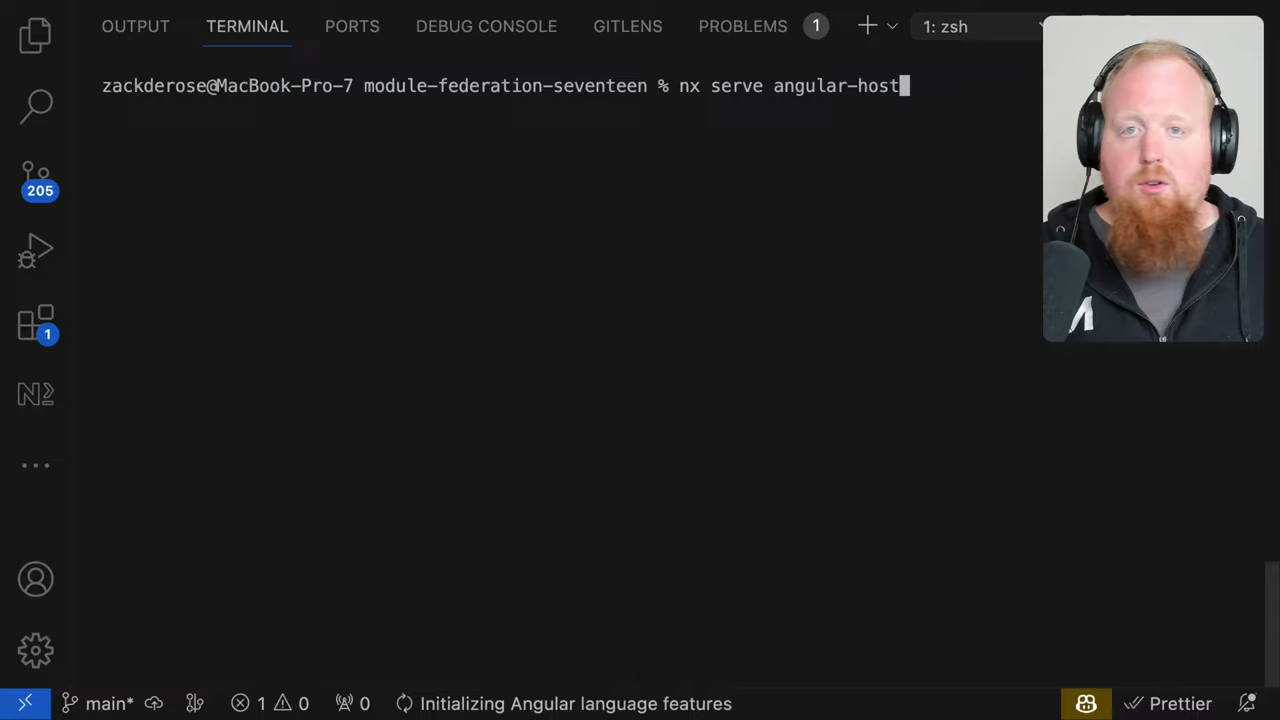 OUTPUT TERMINAL PORTS DEBUG CONSOLE GITLENS PROBLEMS 1 1: zsh
zackderose@MacBook-Pro-7 module-federation-seventeen % nx serve angular-host
205
1
main* 1 0 0 Initializing Angular language features Prettier